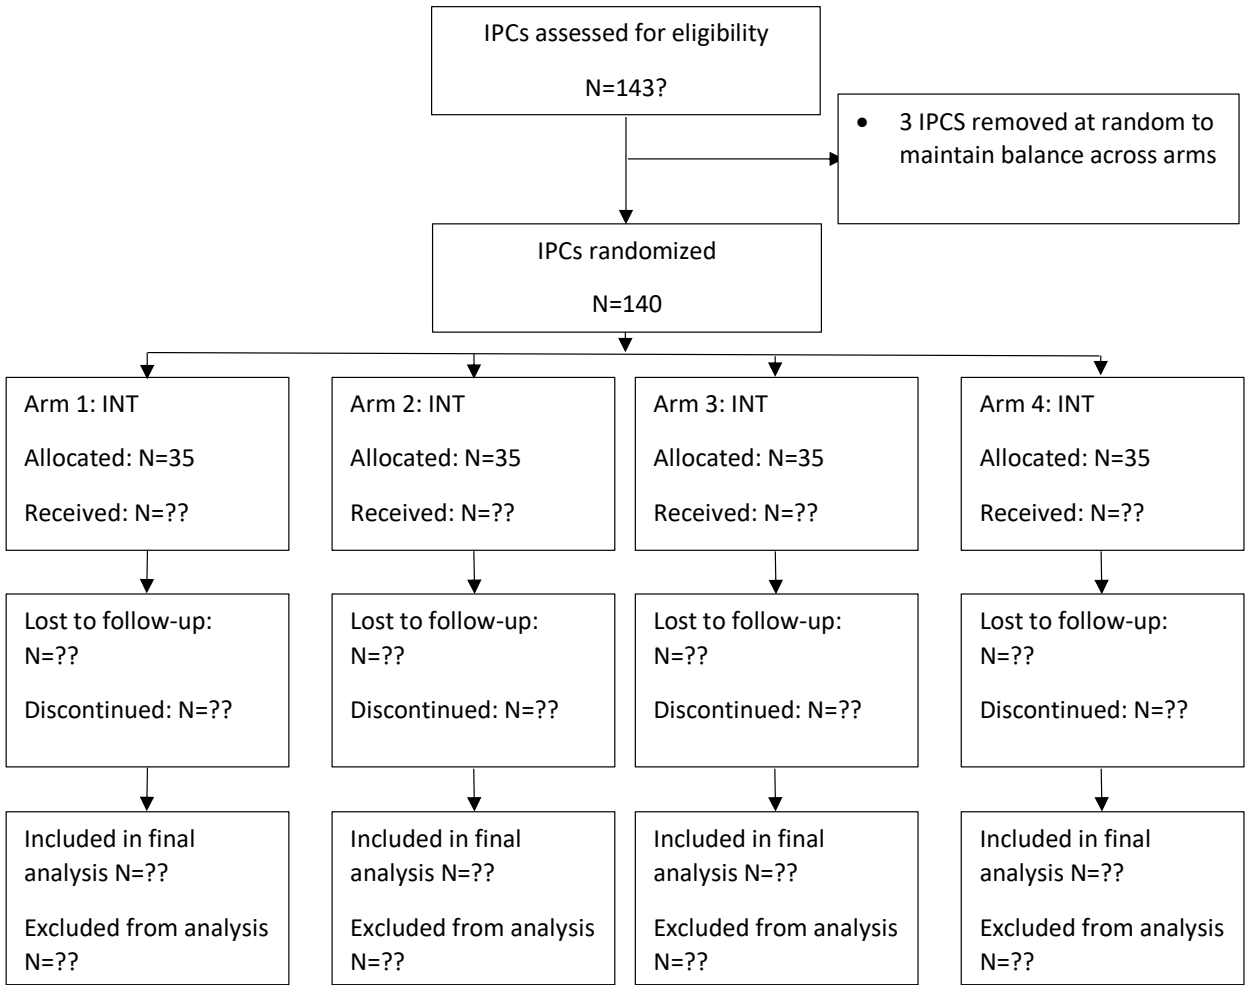 IPCs assessed for eligibility
N=143?
• 3 IPCS removed at random to
maintain balance across arms
IPCs randomized
N=140
Arm 1: INT
Allocated: N=35
Received: N=??
Arm 2: INT
Allocated: N=35
Received: N=??
Arm 3: INT
Allocated: N=35
Received: N=??
Arm 4: INT
Allocated: N=35
Received: N=??
Lost to follow-up:
N=??
Discontinued: N=??
Lost to follow-up:
N=??
Discontinued: N=??
Lost to follow-up:
N=??
Discontinued: N=??
Lost to follow-up:
N=??
Discontinued: N=??
Included in final
analysis N=??
Excluded from analysis
N=??
Included in final
analysis N=??
Excluded from analysis
N=??
Included in final
analysis N=??
Excluded from analysis
N=??
Included in final
analysis N=??
Excluded from analysis
N=??